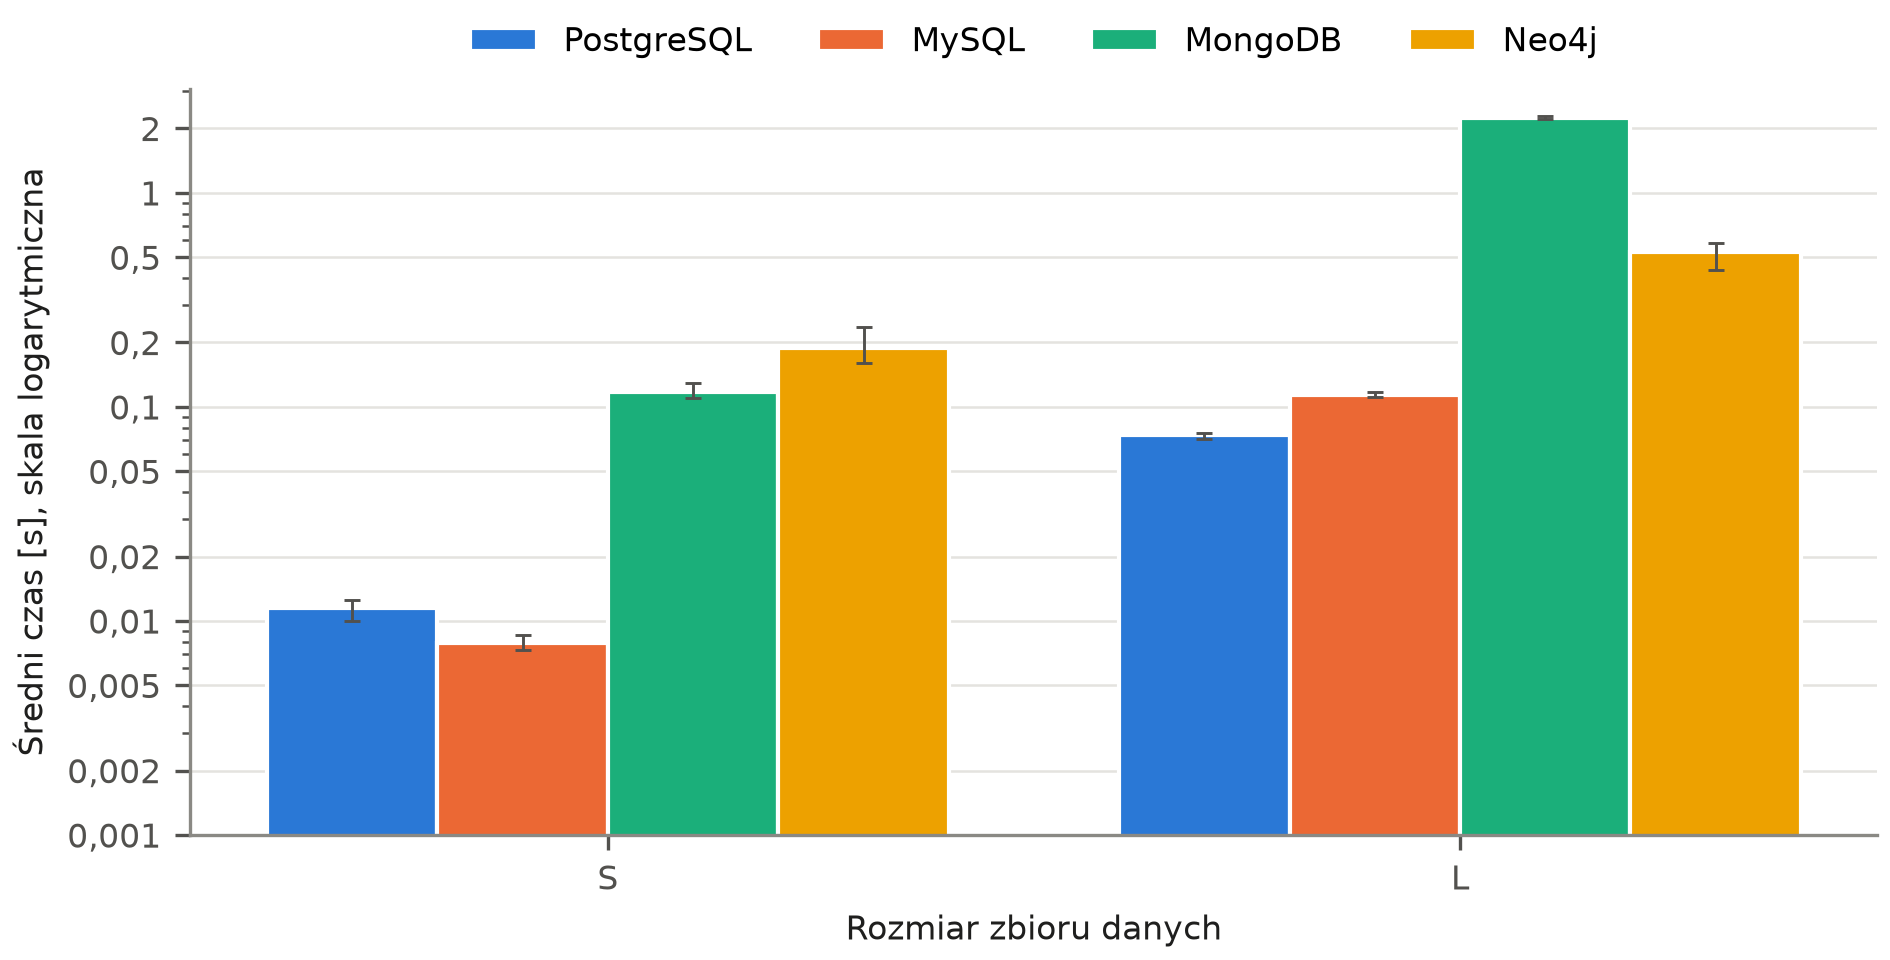 PostgreSQL MySQL MongoDB Neo4j
Średni czas [s], skala logarytmiczna
2
1
0,5
0,2
0,1
0,05
0,02
0,01
0,005
0,002
0,001
S L
Rozmiar zbioru danych